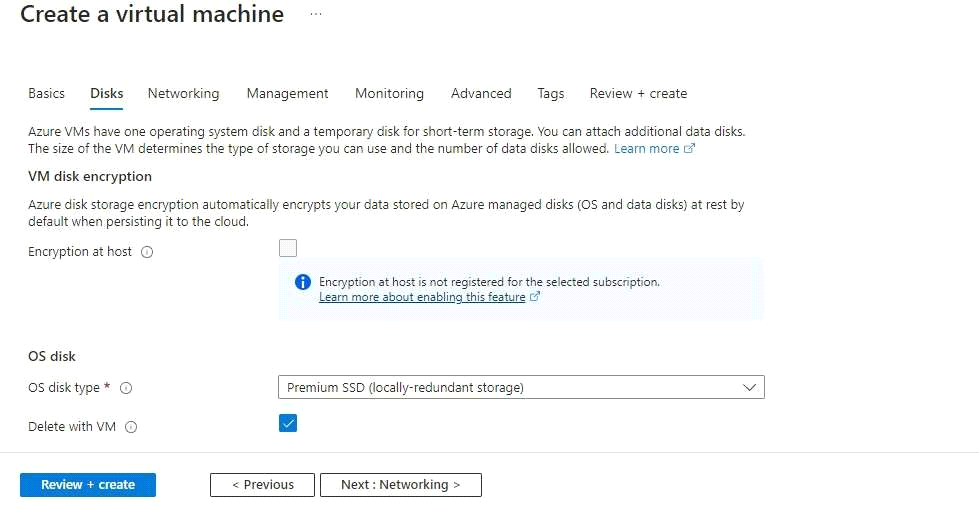 Create a virtual machine ...
Basics Disks Networking Management Monitoring Advanced Tags Review + create
Azure VMs have one operating system disk and a temporary disk for short-term storage. You can attach additional data disks.
The size of the VM determines the type of storage you can use and the number of data disks allowed. Learn more
VM disk encryption
Azure disk storage encryption automatically encrypts your data stored on Azure managed disks (OS and data disks) at rest by
default when persisting it to the cloud.
Encryption at host
Encryption at host is not registered for the selected subscription.
Learn more about enabling this feature
OS disk
OS disk type *
Premium SSD (locally-redundant storage)
Delete with VM
Review + create < Previous Next : Networking >